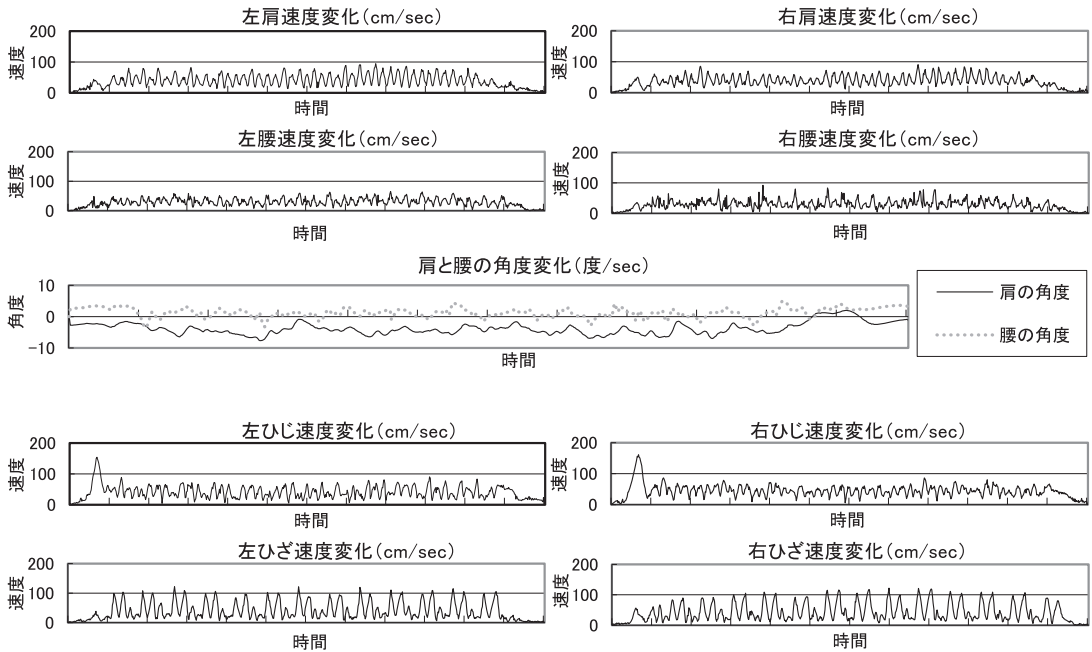 左肩速度変化(cm/sec)
200
100
0
速度
時間
右肩速度変化(cm/sec)
200
100
0
速度
時間
左腰速度変化(cm/sec)
200
100
0
速度
時間
右腰速度変化(cm/sec)
200
100
0
速度
時間
肩と腰の角度変化(度/sec)
10
0
-10
角度
時間
肩の角度
腰の角度
左ひじ速度変化(cm/sec)
200
100
0
速度
時間
右ひじ速度変化(cm/sec)
200
100
0
速度
時間
左ひざ速度変化(cm/sec)
200
100
0
速度
時間
右ひざ速度変化(cm/sec)
200
100
0
速度
時間